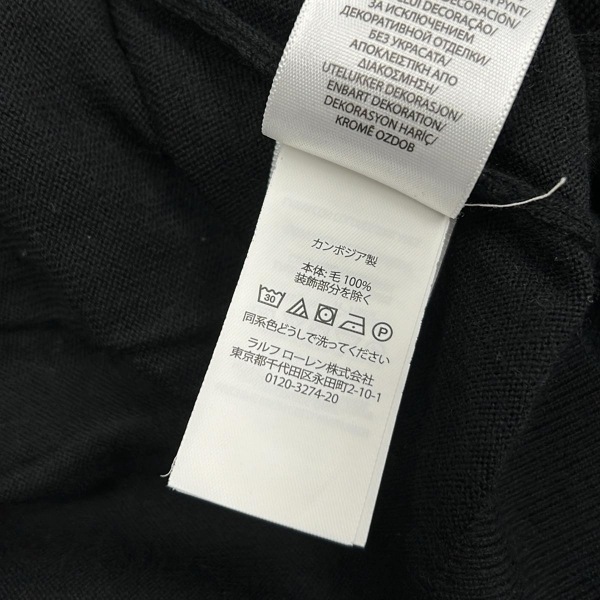 РУНТ/
ЗА ИСКЛЮЧЕНИЕМ
ДЕКОРАТИВНОЙ ОТДЕЛКИ/
БЕЗ УКРАСАТА/
ΑΠΟΚΛΕΙΣΤΙΚΗ ΑΠΟ
ΔΙΑΚΟΣΜΗΣΗ/
UTELUKKER DEKORASJON/
ENBART DEKORATION/
DEKORASYON HARİÇ/
KROMĚ OZDOB
カンボジア製
本体: 毛 100%
装飾部分を除く
30 P
同系色どうしで洗ってください
ラルフ ローレン株式会社
東京都千代田区永田町2-10-1
0120-3274-20